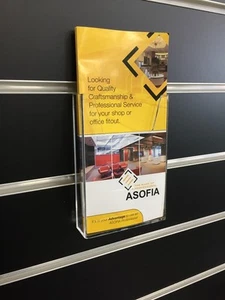 Looking
for Quality
Craftsmanship &
Professional Service
for your shop or
office fitout.
ASOFIA